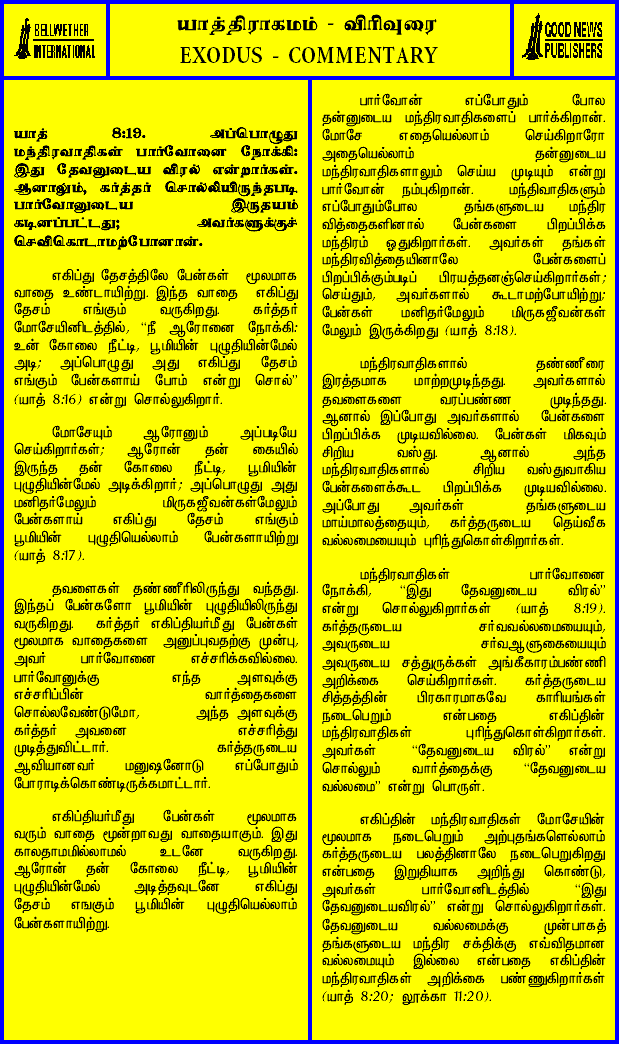 BELLWETHER
INTERNATIONAL
யாத்திராகமம் - விரிவுரை
EXODUS - COMMENTARY
GOOD NEWS
PUBLISHERS
யாத் 8:19. அப்பொழுது
மந்திரவாதிகள் பார்வோனை நோக்கி:
இது தேவனுடைய விரல் என்றார்கள்.
ஆனாலும், கர்த்தர் சொல்லியிருந்தபடி
பார்வோனுடைய இருதயம்
கடினப்பட்டது; அவர்களுக்குச்
செவிகொடாமற்போனான்.
எகிப்து தேசத்திலே பேன்கள் மூலமாக
வாதை உண்டாயிற்று. இந்த வாதை எகிப்து
தேசம் எங்கும் வருகிறது. கர்த்தர்
மோசேயினிடத்தில், “நீ ஆரோனை நோக்கி:
உன் கோலை நீட்டி, பூமியின் புழுதியின்மேல்
அடி; அப்பொழுது அது எகிப்து தேசம்
எங்கும் பேன்களாய் போம் என்று சொல்”
(யாத் 8:16) என்று சொல்லுகிறார்.
மோசேயும் ஆரோனும் அப்படியே
செய்கிறார்கள்; ஆரோன் தன் கையில்
இருந்த தன் கோலை நீட்டி, பூமியின்
புழுதியின்மேல் அடிக்கிறார்; அப்பொழுது அது
மனிதர்மேலும் மிருகஜீவன்கள்மேலும்
பேன்களாய் எகிப்து தேசம் எங்கும்
பூமியின் புழுதியெல்லாம் பேன்களாயிற்று
(யாத் 8:17).
தவளைகள் தண்ணீரிலிருந்து வந்தது.
இந்தப் பேன்களோ பூமியின் புழுதியிலிருந்து
வருகிறது. கர்த்தர் எகிப்தியர்மீது பேன்கள்
மூலமாக வாதைகளை அனுப்புவதற்கு முன்பு,
அவர் பார்வோனை எச்சரிக்கவில்லை.
பார்வோனுக்கு எந்த அளவுக்கு
எச்சரிப்பின் வார்த்தைகளை
சொல்லவேண்டுமோ, அந்த அளவுக்கு
கர்த்தர் அவனை எச்சரித்து
முடித்துவிட்டார். கர்த்தருடைய
ஆவியானவர் மனுஷனோடு எப்போதும்
போராடிக்கொண்டிருக்கமாட்டார்.
எகிப்தியர்மீது பேன்கள் மூலமாக
வரும் வாதை மூன்றாவது வாதையாகும். இது
காலதாமமில்லாமல் உடனே வருகிறது.
ஆரோன் தன் கோலை நீட்டி, பூமியின்
புழுதியின்மேல் அடித்தவுடனே எகிப்து
தேசம் எஙகும் பூமியின் புழுதியெல்லாம்
பேன்களாயிற்று.
பார்வோன் எப்போதும் போல
தன்னுடைய மந்திரவாதிகளைப் பார்க்கிறான்.
மோசே எதையெல்லாம் செய்கிறாரோ
அதையெல்லாம் தன்னுடைய
மந்திரவாதிகளாலும் செய்ய முடியும் என்று
பார்வோன் நம்புகிறான். மந்திவாதிகளும்
எப்போதும்போல தங்களுடைய மந்திர
வித்தைகளினால் பேன்களை பிறப்பிக்க
மந்திரம் ஓதுகிறார்கள். அவர்கள் தங்கள்
மந்திரவித்தையினாலே பேன்களைப்
பிறப்பிக்கும்படிப் பிரயத்தனஞ்செய்கிறார்கள்;
செய்தும், அவர்களால் கூடாமற்போயிற்று;
பேன்கள் மனிதர்மேலும் மிருகஜீவன்கள்
மேலும் இருக்கிறது (யாத் 8:18).
மந்திரவாதிகளால் தண்ணீரை
இரத்தமாக மாற்றமுடிந்தது. அவர்களால்
தவளைகளை வரப்பண்ண முடிந்தது.
ஆனால் இப்போது அவர்களால் பேன்களை
பிறப்பிக்க முடியவில்லை. பேன்கள் மிகவும்
சிறிய வஸ்து. ஆனால் அந்த
மந்திரவாதிகளால் சிறிய வஸ்துவாகிய
பேன்களைக்கூட பிறப்பிக்க முடியவில்லை.
அப்போது அவர்கள் தங்களுடைய
மாய்மாலத்தையும், கர்த்தருடைய தெய்வீக
வல்லமையையும் புரிந்துகொள்கிறார்கள்.
மந்திரவாதிகள் பார்வோனை
நோக்கி, “இது தேவனுடைய விரல்”
என்று சொல்லுகிறார்கள் (யாத் 8:19).
கர்த்தருடைய சர்வவல்லமையையும்,
அவருடைய சர்வஆளுகையையும்
அவருடைய சத்துருக்கள் அங்கீகாரம்பண்ணி
அறிக்கை செய்கிறார்கள். கர்த்தருடைய
சித்தத்தின் பிரகாரமாகவே காரியங்கள்
நடைபெறும் என்பதை எகிப்தின்
மந்திரவாதிகள் புரிந்துகொள்கிறார்கள்.
அவர்கள் “தேவனுடைய விரல்” என்று
சொல்லும் வார்த்தைக்கு “தேவனுடைய
வல்லமை” என்று பொருள்.
எகிப்தின் மந்திரவாதிகள் மோசேயின்
மூலமாக நடைபெறும் அற்புதங்களெல்லாம்
கர்த்தருடைய பலத்தினாலே நடைபெறுகிறது
என்பதை இறுதியாக அறிந்து கொண்டு,
அவர்கள் பார்வோனிடத்தில் “இது
தேவனுடையவிரல்” என்று சொல்லுகிறார்கள்.
தேவனுடைய வல்லமைக்கு முன்பாகத்
தங்களுடைய மந்திர சக்திக்கு எவ்விதமான
வல்லமையும் இல்லை என்பதை எகிப்தின்
மந்திரவாதிகள் அறிக்கை பண்ணுகிறார்கள்
(யாத் 8:20; லூக்கா 11:20).